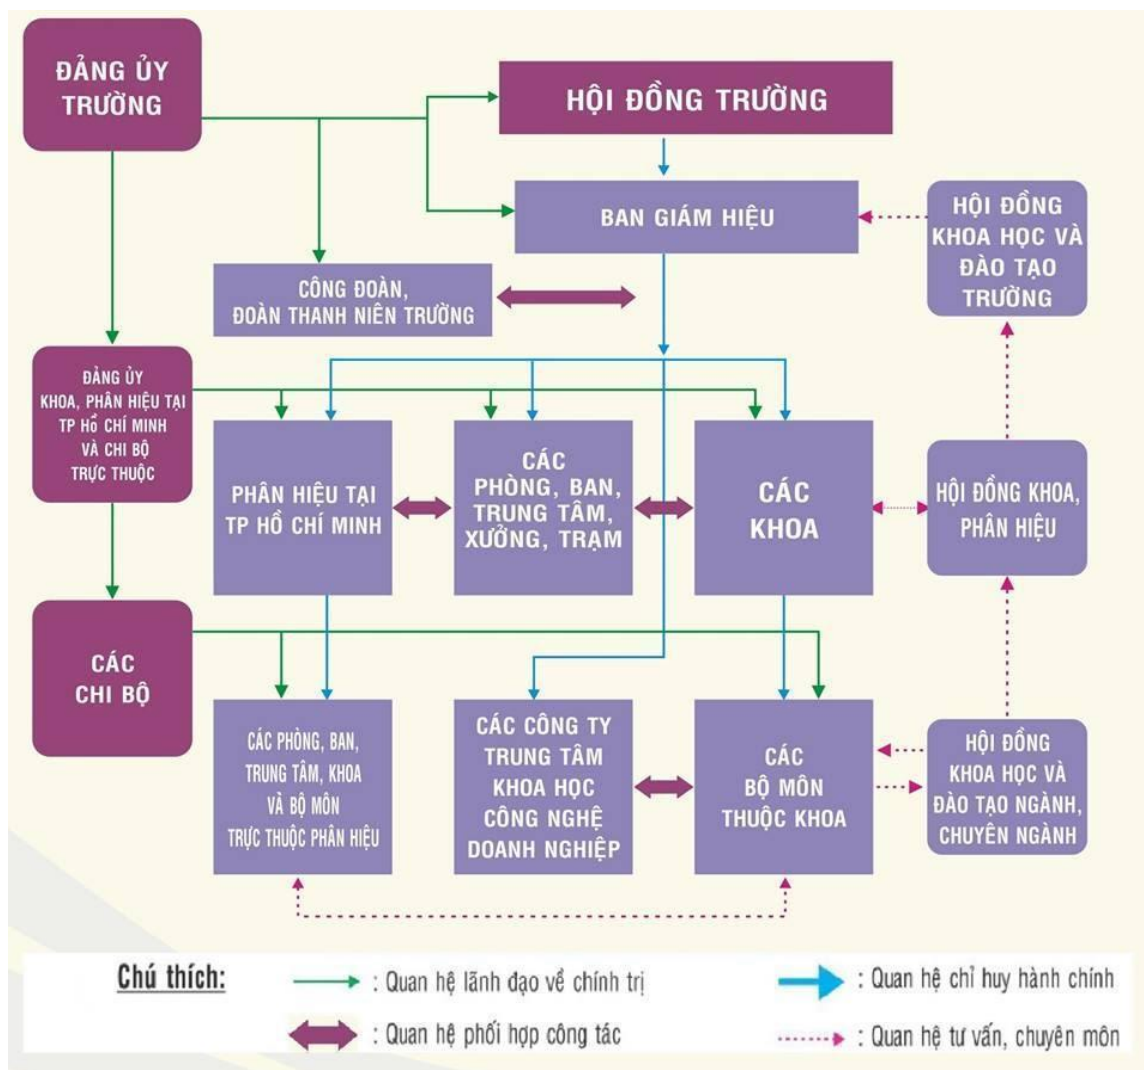 ĐẢNG ỦY
TRƯỜNG
HỘI ĐỒNG TRƯỜNG
BAN GIÁM HIỆU
HỘI ĐỒNG
KHOA HỌC VÀ
ĐÀO TẠO
TRƯỜNG
CÔNG ĐOÀN,
ĐOÀN THANH NIÊN TRƯỜNG
ĐẢNG ỦY
KHOA, PHÂN HIỆU TẠI
TP HỒ CHÍ MINH
VÀ CHI BỘ
TRỰC THUỘC
PHÂN HIỆU TẠI
TP HỒ CHÍ MINH
CÁC
PHÒNG, BAN,
TRUNG TÂM,
XƯỞNG, TRẠM
CÁC
KHOA
HỘI ĐỒNG KHOA,
PHÂN HIỆU
CÁC
CHI BỘ
CÁC PHÒNG, BAN,
TRUNG TÂM, KHOA
VÀ BỘ MÔN
TRỰC THUỘC PHÂN HIỆU
CÁC CÔNG TY
TRUNG TÂM
KHOA HỌC
CÔNG NGHỆ
DOANH NGHIỆP
CÁC
BỘ MÔN
THUỘC KHOA
HỘI ĐỒNG
KHOA HỌC VÀ
ĐÀO TẠO NGÀNH,
CHUYÊN NGÀNH
Chú thích:
: Quan hệ lãnh đạo về chính trị
: Quan hệ chỉ huy hành chính
: Quan hệ phối hợp công tác
: Quan hệ tư vấn, chuyên môn